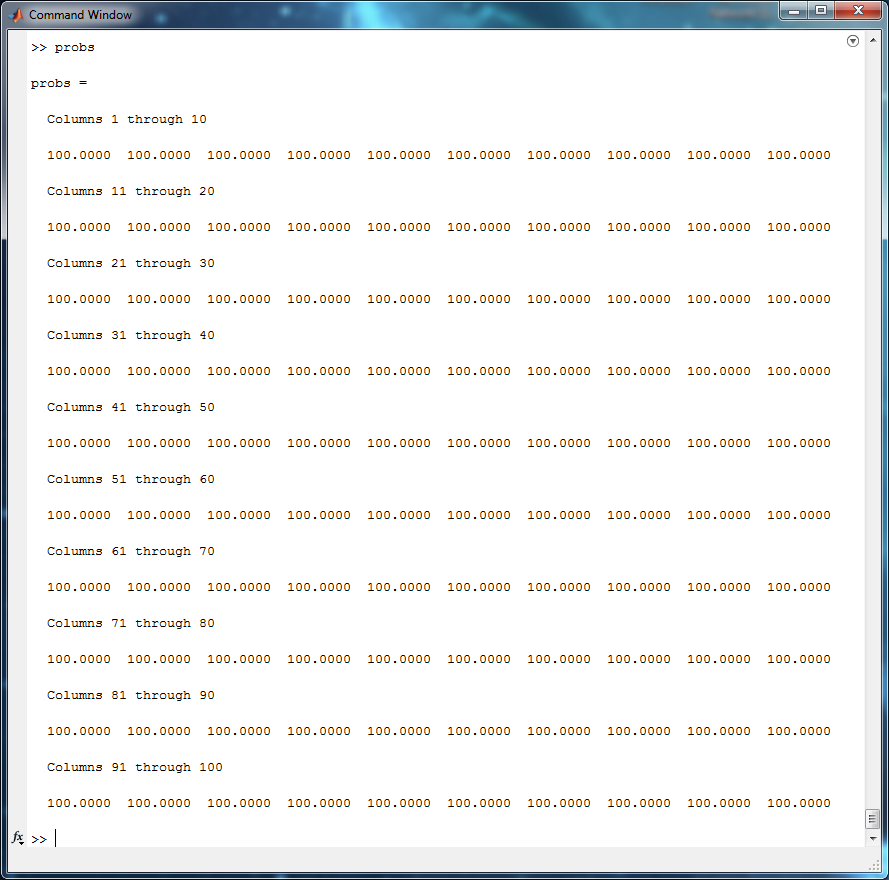 Command Window
>> probs
probs =
Columns 1 through 10
100.0000 100.0000 100.0000 100.0000 100.0000 100.0000 100.0000 100.0000 100.0000 100.0000
Columns 11 through 20
100.0000 100.0000 100.0000 100.0000 100.0000 100.0000 100.0000 100.0000 100.0000 100.0000
Columns 21 through 30
100.0000 100.0000 100.0000 100.0000 100.0000 100.0000 100.0000 100.0000 100.0000 100.0000
Columns 31 through 40
100.0000 100.0000 100.0000 100.0000 100.0000 100.0000 100.0000 100.0000 100.0000 100.0000
Columns 41 through 50
100.0000 100.0000 100.0000 100.0000 100.0000 100.0000 100.0000 100.0000 100.0000 100.0000
Columns 51 through 60
100.0000 100.0000 100.0000 100.0000 100.0000 100.0000 100.0000 100.0000 100.0000 100.0000
Columns 61 through 70
100.0000 100.0000 100.0000 100.0000 100.0000 100.0000 100.0000 100.0000 100.0000 100.0000
Columns 71 through 80
100.0000 100.0000 100.0000 100.0000 100.0000 100.0000 100.0000 100.0000 100.0000 100.0000
Columns 81 through 90
100.0000 100.0000 100.0000 100.0000 100.0000 100.0000 100.0000 100.0000 100.0000 100.0000
Columns 91 through 100
100.0000 100.0000 100.0000 100.0000 100.0000 100.0000 100.0000 100.0000 100.0000 100.0000
fx >>